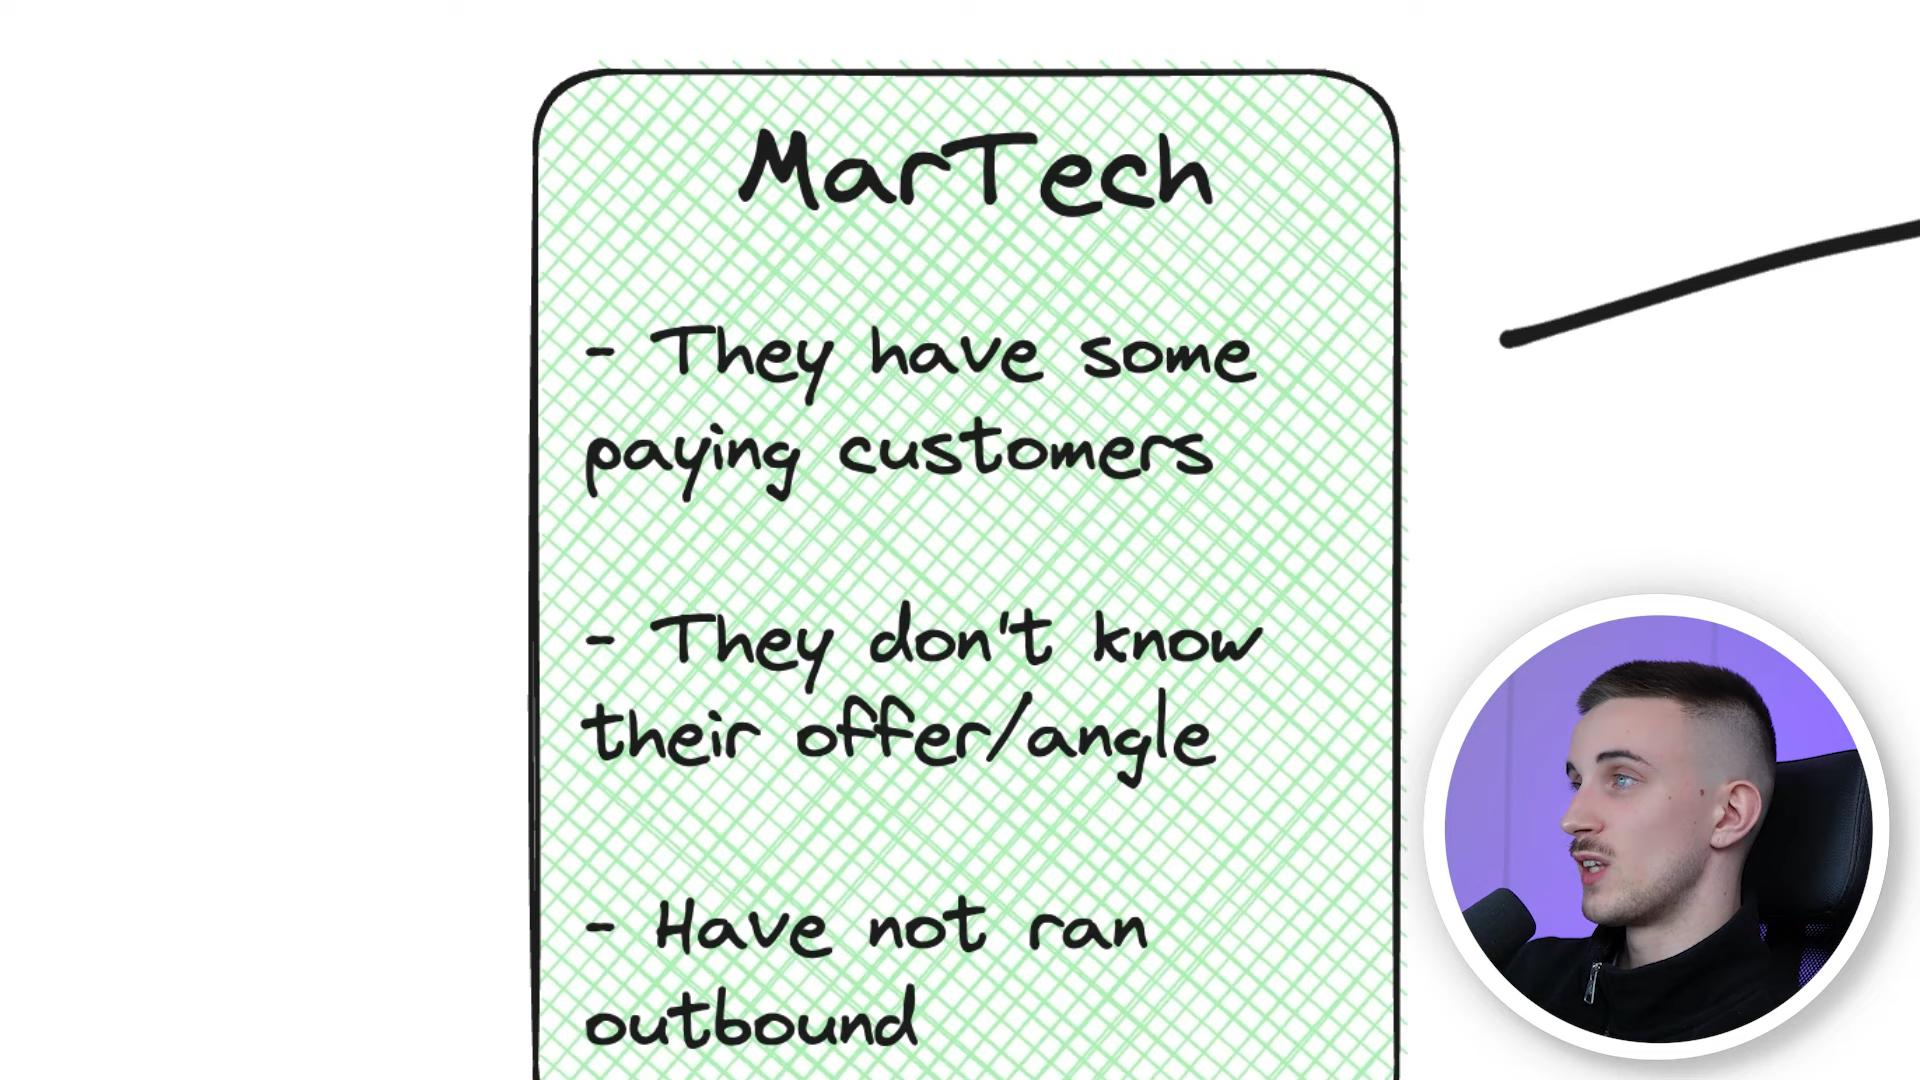 MarTech
- They have some
paying customers
- They don't know
their offer/angle
- Have not ran
outbound